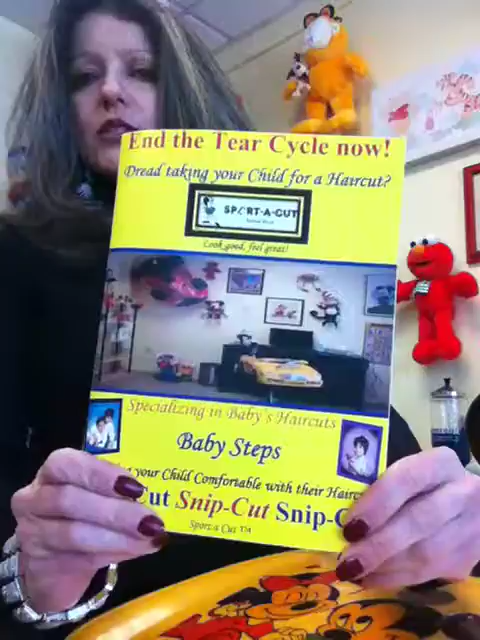 End the Tear Cycle now!
Dread taking your Child for a Haircut?
SPORT-A-CUT
Look good, feel great!
Specializing in Baby's Haircuts
Baby Steps
your Child Comfortable with their
Cut Snip-Cut Snip-C
Sport-a Cut ™